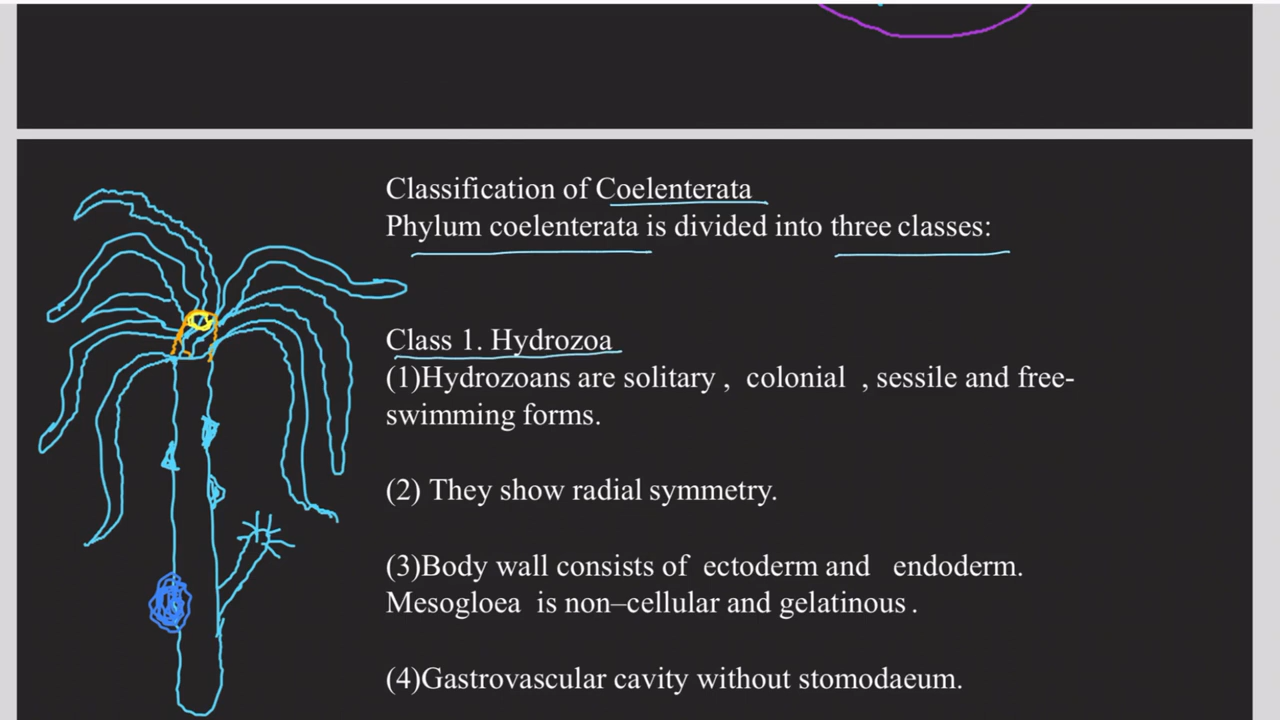 Classification of Coelenterata
Phylum coelenterata is divided into three classes:
Class 1. Hydrozoa
(1)Hydrozoans are solitary , colonial , sessile and free-
swimming forms.
(2) They show radial symmetry.
(3)Body wall consists of ectoderm and endoderm.
Mesogloea is non–cellular and gelatinous .
(4)Gastrovascular cavity without stomodaeum.